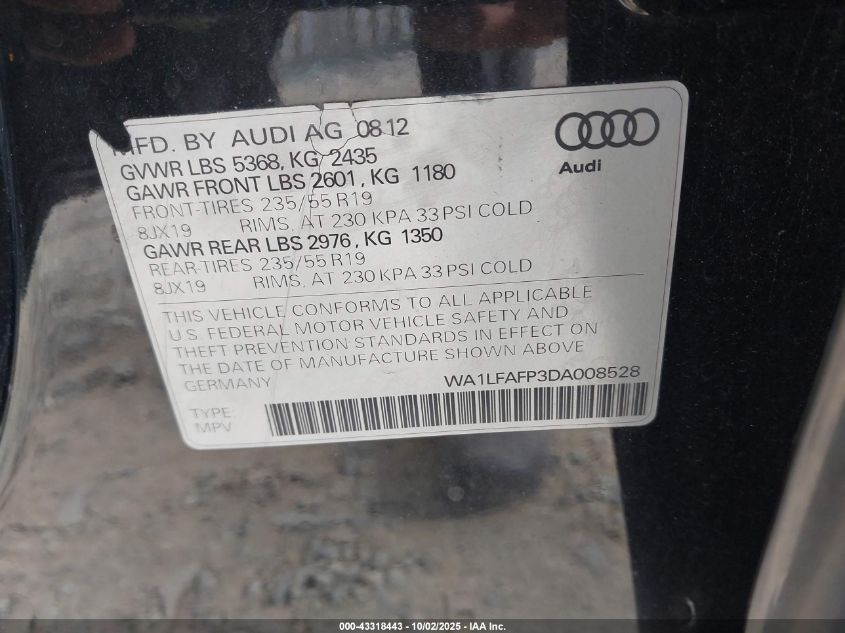 MFD. BY AUDI AG 08.12
GVWR LBS 5368, KG 2435
GAWR FRONT LBS 2601, KG 1180
FRONT-TIRES 235/55 R19
8JX19 RIMS, AT 230 KPA 33 PSI COLD
GAWR REAR LBS 2976, KG 1350
REAR-TIRES 235/55 R19
8JX19 RIMS, AT 230 KPA 33 PSI COLD
Audi
THIS VEHICLE CONFORMS TO ALL APPLICABLE
U.S. FEDERAL MOTOR VEHICLE SAFETY AND
THEFT PREVENTION STANDARDS IN EFFECT ON
THE DATE OF MANUFACTURE SHOWN ABOVE
GERMANY WA1LFAFP3DA008528
TYPE:
MPV
000-43318443 - 10/02/2025 - IAA Inc.